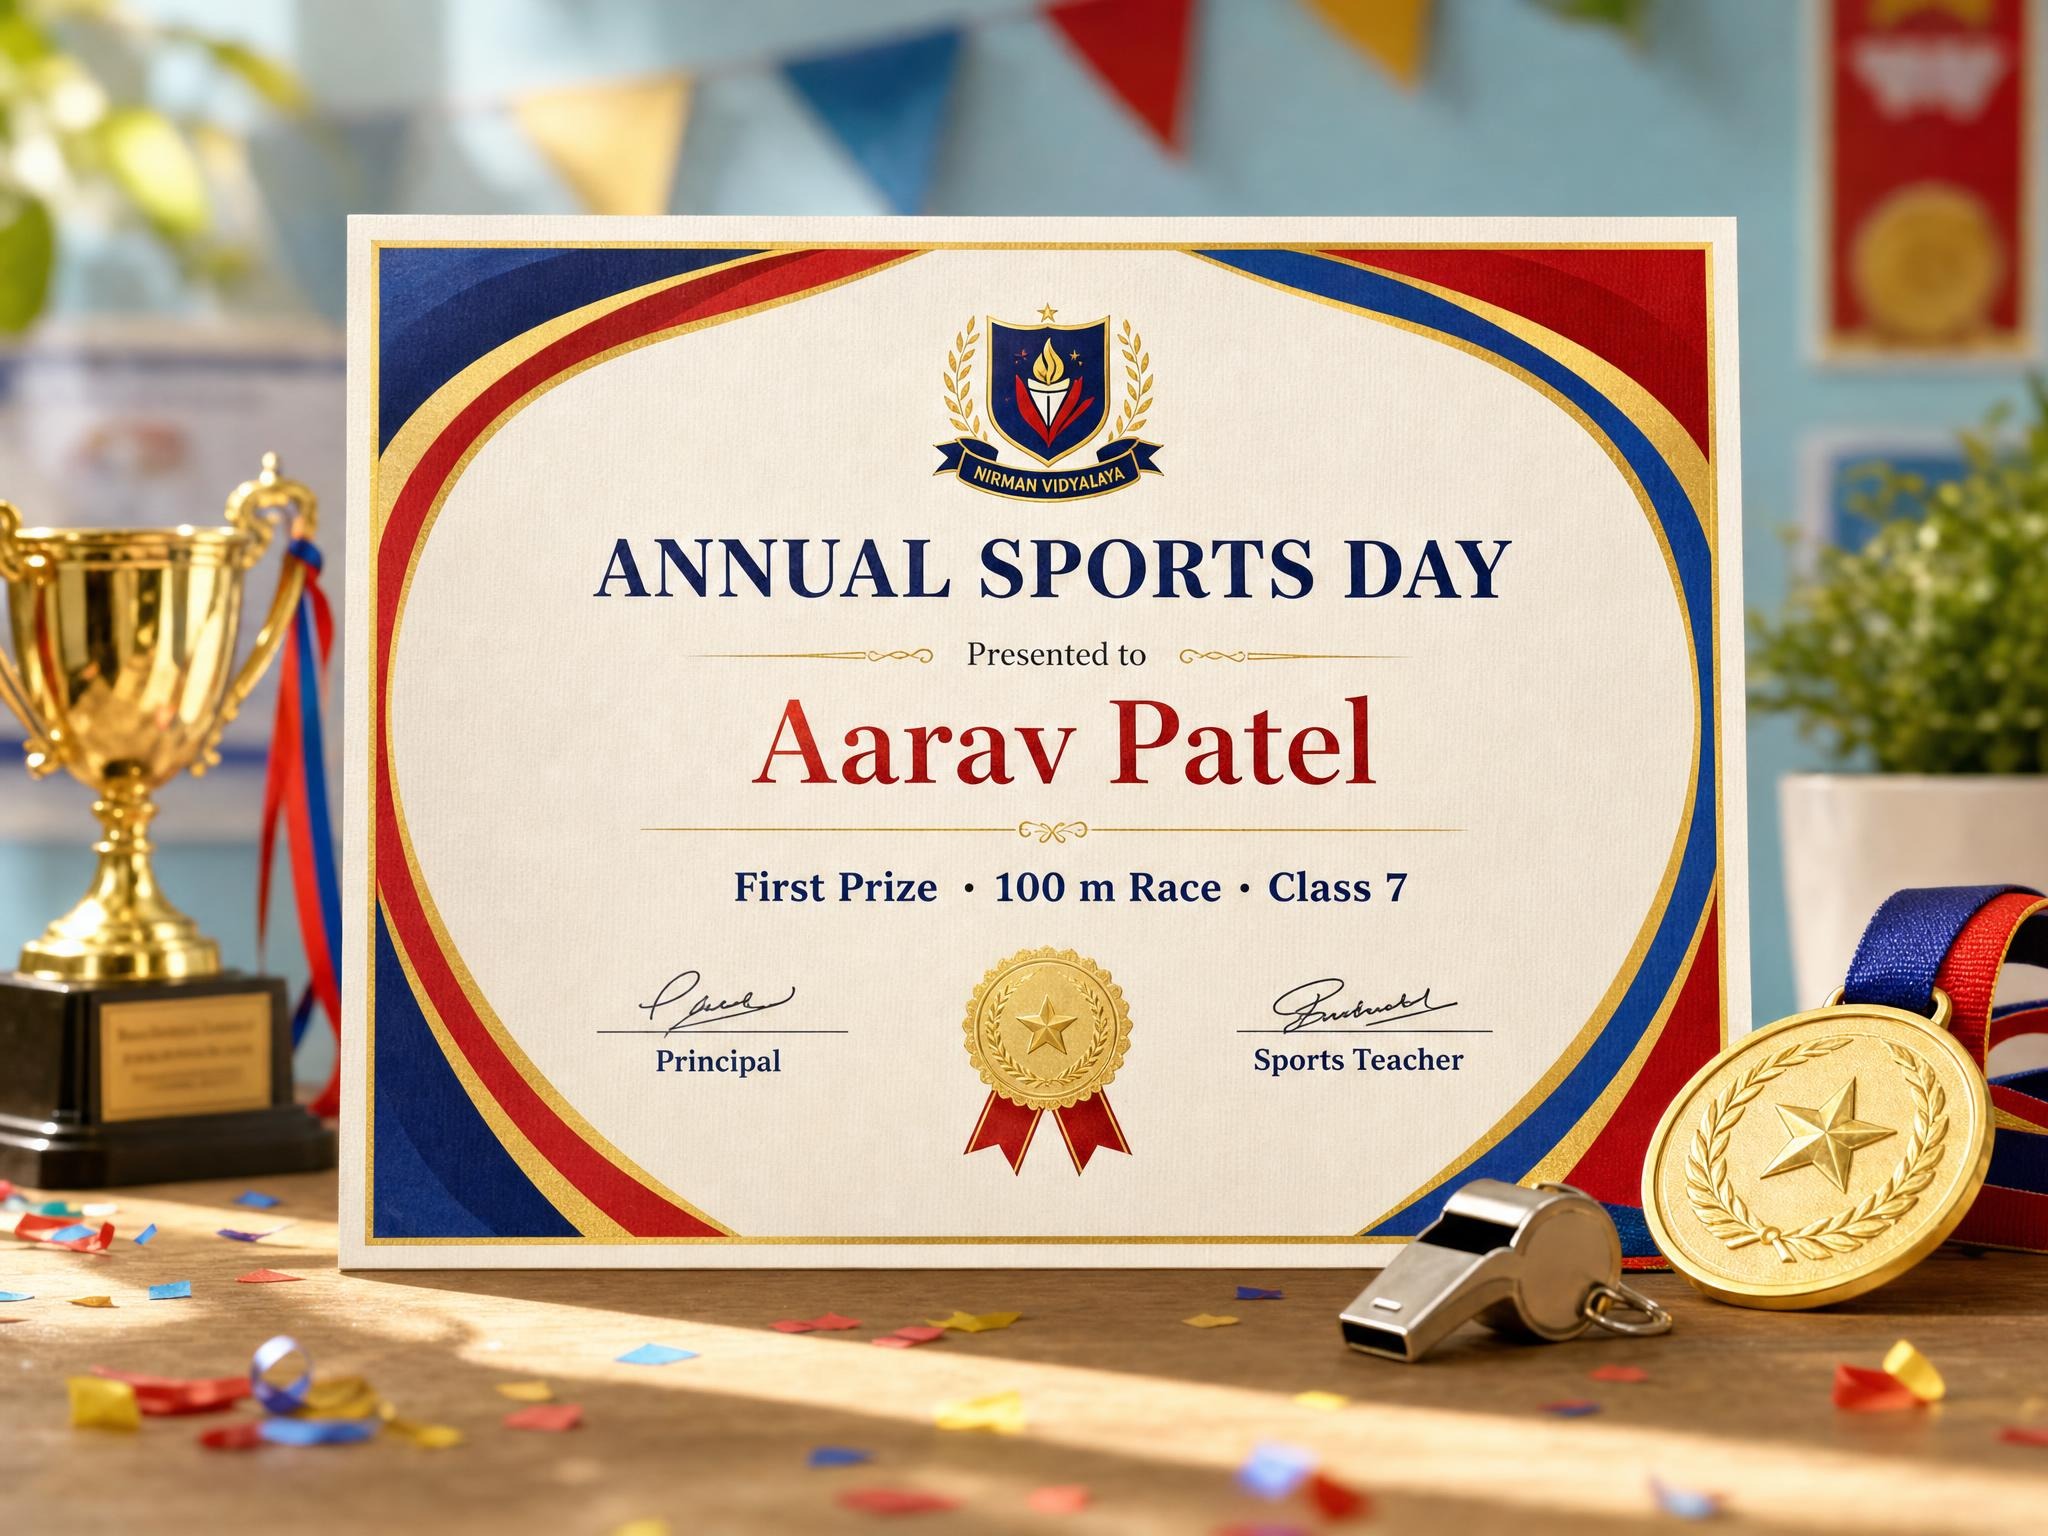 NIRMAN VIDYALAYA
ANNUAL SPORTS DAY
Presented to
Aarav Patel
First Prize · 100 m Race · Class 7
Principal
Sports Teacher